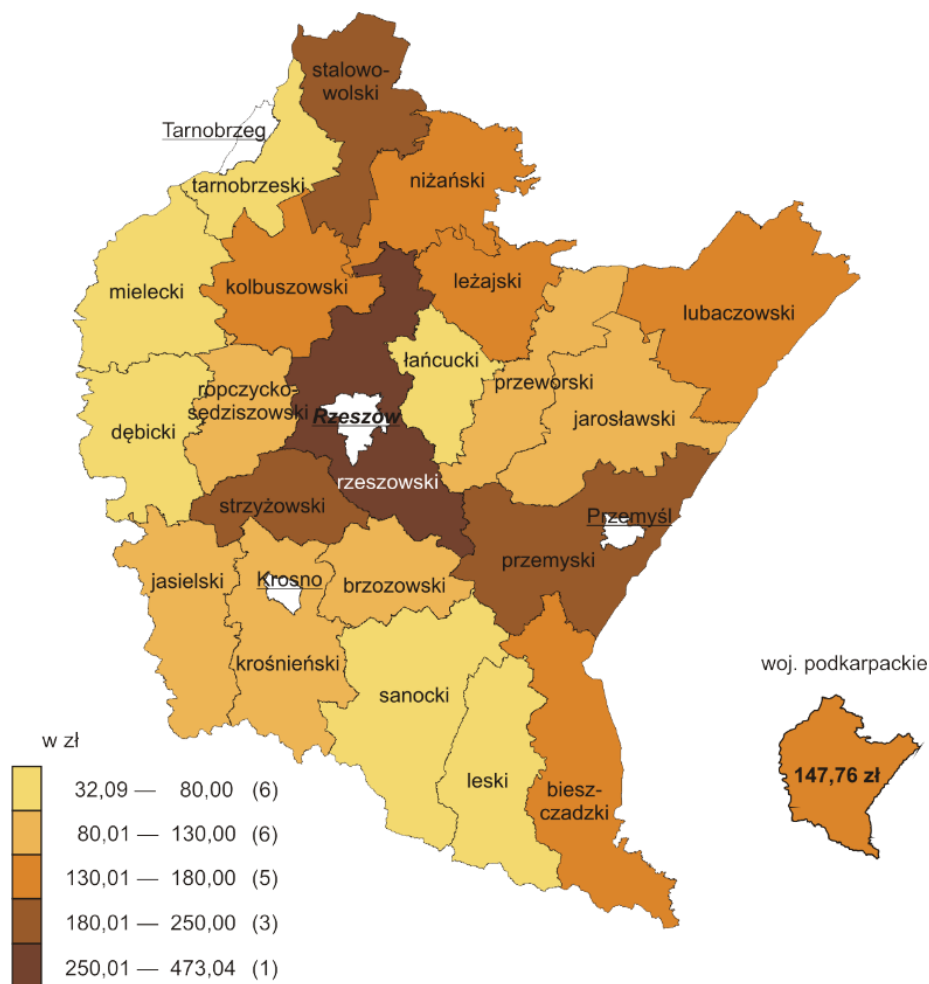 stalowo-
wolski
Tarnobrzeg
tarnobrzeski
niżański
mielecki
kolbuszowski
leżajski
lubaczowski
łańcucki
ropczycko-
sędziszowski
przeworski
Rzeszów
jarosławski
dębicki
rzeszowski
strzyżowski
Przemyśl
przemyski
jasielski
Krosno
brzozowski
krośnieński
sanocki
leski
biesz-
czadzki
woj. podkarpackie
147,76 zł
w zł
32,09 — 80,00 (6)
80,01 — 130,00 (6)
130,01 — 180,00 (5)
180,01 — 250,00 (3)
250,01 — 473,04 (1)